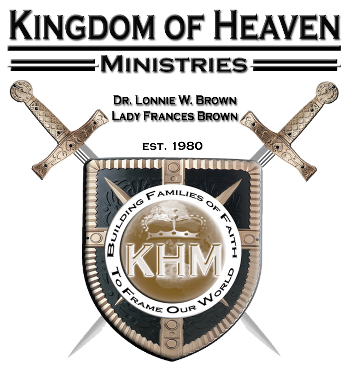 KINGDOM OF HEAVEN
MINISTRIES
DR. LONNIE W. BROWN
LADY FRANCES BROWN
EST. 1980
BUILDING FAMILIES OF FAITH
KHM
TO FRAME OUR WORLD